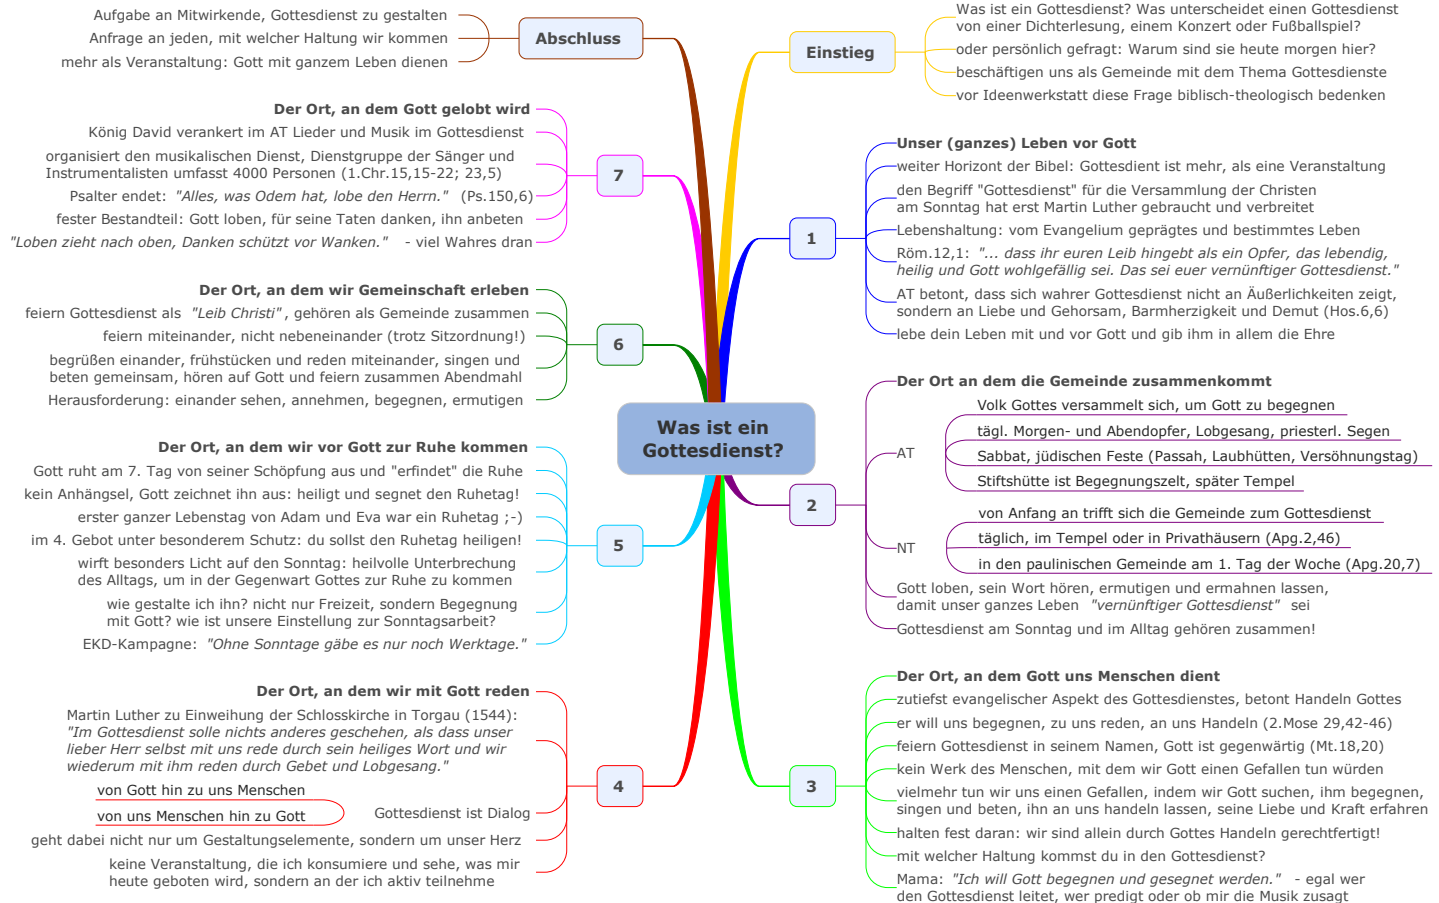 Was ist ein
Gottesdienst?
Einstieg
Was ist ein Gottesdienst? Was unterscheidet einen Gottesdienst
von einer Dichterlesung, einem Konzert oder Fußballspiel?
oder persönlich gefragt: Warum sind sie heute morgen hier?
beschäftigen uns als Gemeinde mit dem Thema Gottesdienste
vor Ideenwerkstatt diese Frage biblisch-theologisch bedenken
1
Unser (ganzes) Leben vor Gott
weiter Horizont der Bibel: Gottesdient ist mehr, als eine Veranstaltung
den Begriff "Gottesdienst" für die Versammlung der Christen
am Sonntag hat erst Martin Luther gebraucht und verbreitet
Lebenshaltung: vom Evangelium geprägtes und bestimmtes Leben
Röm.12,1: "... dass ihr euren Leib hingebt als ein Opfer, das lebendig,
heilig und Gott wohlgefällig sei. Das sei euer vernünftiger Gottesdienst."
AT betont, dass sich wahrer Gottesdienst nicht an Äußerlichkeiten zeigt,
sondern an Liebe und Gehorsam, Barmherzigkeit und Demut (Hos.6,6)
lebe dein Leben mit und vor Gott und gib ihm in allem die Ehre
2
Der Ort an dem die Gemeinde zusammenkommt
AT
Volk Gottes versammelt sich, um Gott zu begegnen
tägl. Morgen- und Abendopfer, Lobgesang, priesterl. Segen
Sabbat, jüdischen Feste (Passah, Laubhütten, Versöhnungstag)
Stiftshütte ist Begegnungszelt, später Tempel
NT
von Anfang an trifft sich die Gemeinde zum Gottesdienst
täglich, im Tempel oder in Privathäusern (Apg.2,46)
in den paulinischen Gemeinde am 1. Tag der Woche (Apg.20,7)
Gott loben, sein Wort hören, ermutigen und ermahnen lassen,
damit unser ganzes Leben "vernünftiger Gottesdienst" sei
Gottesdienst am Sonntag und im Alltag gehören zusammen!
3
Der Ort, an dem Gott uns Menschen dient
zutiefst evangelischer Aspekt des Gottesdienstes, betont Handeln Gottes
er will uns begegnen, zu uns reden, an uns Handeln (2.Mose 29,42-46)
feiern Gottesdienst in seinem Namen, Gott ist gegenwärtig (Mt.18,20)
kein Werk des Menschen, mit dem wir Gott einen Gefallen tun würden
vielmehr tun wir uns einen Gefallen, indem wir Gott suchen, ihm begegnen,
singen und beten, ihn an uns handeln lassen, seine Liebe und Kraft erfahren
halten fest daran: wir sind allein durch Gottes Handeln gerechtfertigt!
mit welcher Haltung kommst du in den Gottesdienst?
Mama: "Ich will Gott begegnen und gesegnet werden." - egal wer
den Gottesdienst leitet, wer predigt oder ob mir die Musik zusagt
4
Der Ort, an dem wir mit Gott reden
Martin Luther zu Einweihung der Schlosskirche in Torgau (1544):
"Im Gottesdienst solle nichts anderes geschehen, als dass unser
lieber Herr selbst mit uns rede durch sein heiliges Wort und wir
wiederum mit ihm reden durch Gebet und Lobgesang."
Gottesdienst ist Dialog
von Gott hin zu uns Menschen
von uns Menschen hin zu Gott
geht dabei nicht nur um Gestaltungselemente, sondern um unser Herz
keine Veranstaltung, die ich konsumiere und sehe, was mir
heute geboten wird, sondern an der ich aktiv teilnehme
5
Der Ort, an dem wir vor Gott zur Ruhe kommen
Gott ruht am 7. Tag von seiner Schöpfung aus und "erfindet" die Ruhe
kein Anhängsel, Gott zeichnet ihn aus: heiligt und segnet den Ruhetag!
erster ganzer Lebenstag von Adam und Eva war ein Ruhetag ;-)
im 4. Gebot unter besonderem Schutz: du sollst den Ruhetag heiligen!
wirft besonders Licht auf den Sonntag: heilvolle Unterbrechung
des Alltags, um in der Gegenwart Gottes zur Ruhe zu kommen
wie gestalte ich ihn? nicht nur Freizeit, sondern Begegnung
mit Gott? wie ist unsere Einstellung zur Sonntagsarbeit?
EKD-Kampagne: "Ohne Sonntage gäbe es nur noch Werktage."
6
Der Ort, an dem wir Gemeinschaft erleben
feiern Gottesdienst als "Leib Christi", gehören als Gemeinde zusammen
feiern miteinander, nicht nebeneinander (trotz Sitzordnung!)
begrüßen einander, frühstücken und reden miteinander, singen und
beten gemeinsam, hören auf Gott und feiern zusammen Abendmahl
Herausforderung: einander sehen, annehmen, begegnen, ermutigen
7
Der Ort, an dem Gott gelobt wird
König David verankert im AT Lieder und Musik im Gottesdienst
organisiert den musikalischen Dienst, Dienstgruppe der Sänger und
Instrumentalisten umfasst 4000 Personen (1.Chr.15,15-22; 23,5)
Psalter endet: "Alles, was Odem hat, lobe den Herrn." (Ps.150,6)
fester Bestandteil: Gott loben, für seine Taten danken, ihn anbeten
"Loben zieht nach oben, Danken schützt vor Wanken." - viel Wahres dran
Abschluss
Aufgabe an Mitwirkende, Gottesdienst zu gestalten
Anfrage an jeden, mit welcher Haltung wir kommen
mehr als Veranstaltung: Gott mit ganzem Leben dienen